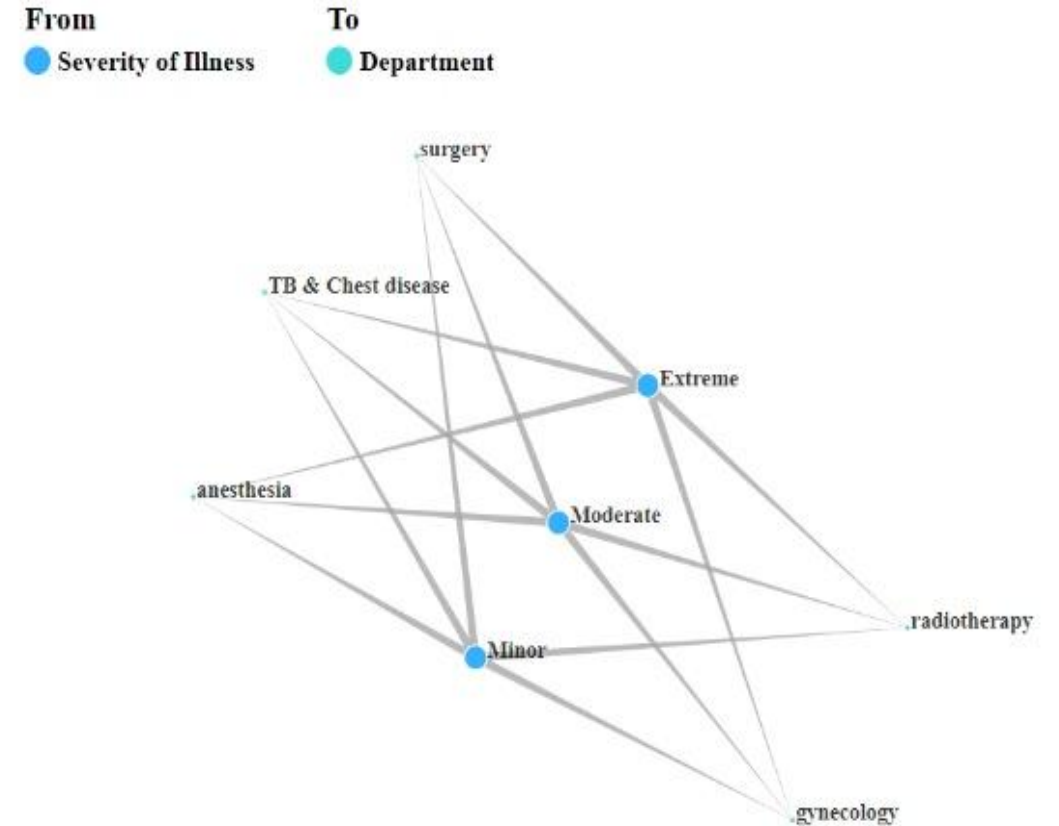 From
To
Severity of Illness
Department
surgery
TB & Chest disease
Extreme
anesthesia
Moderate
radiotherapy
Minor
gynecology